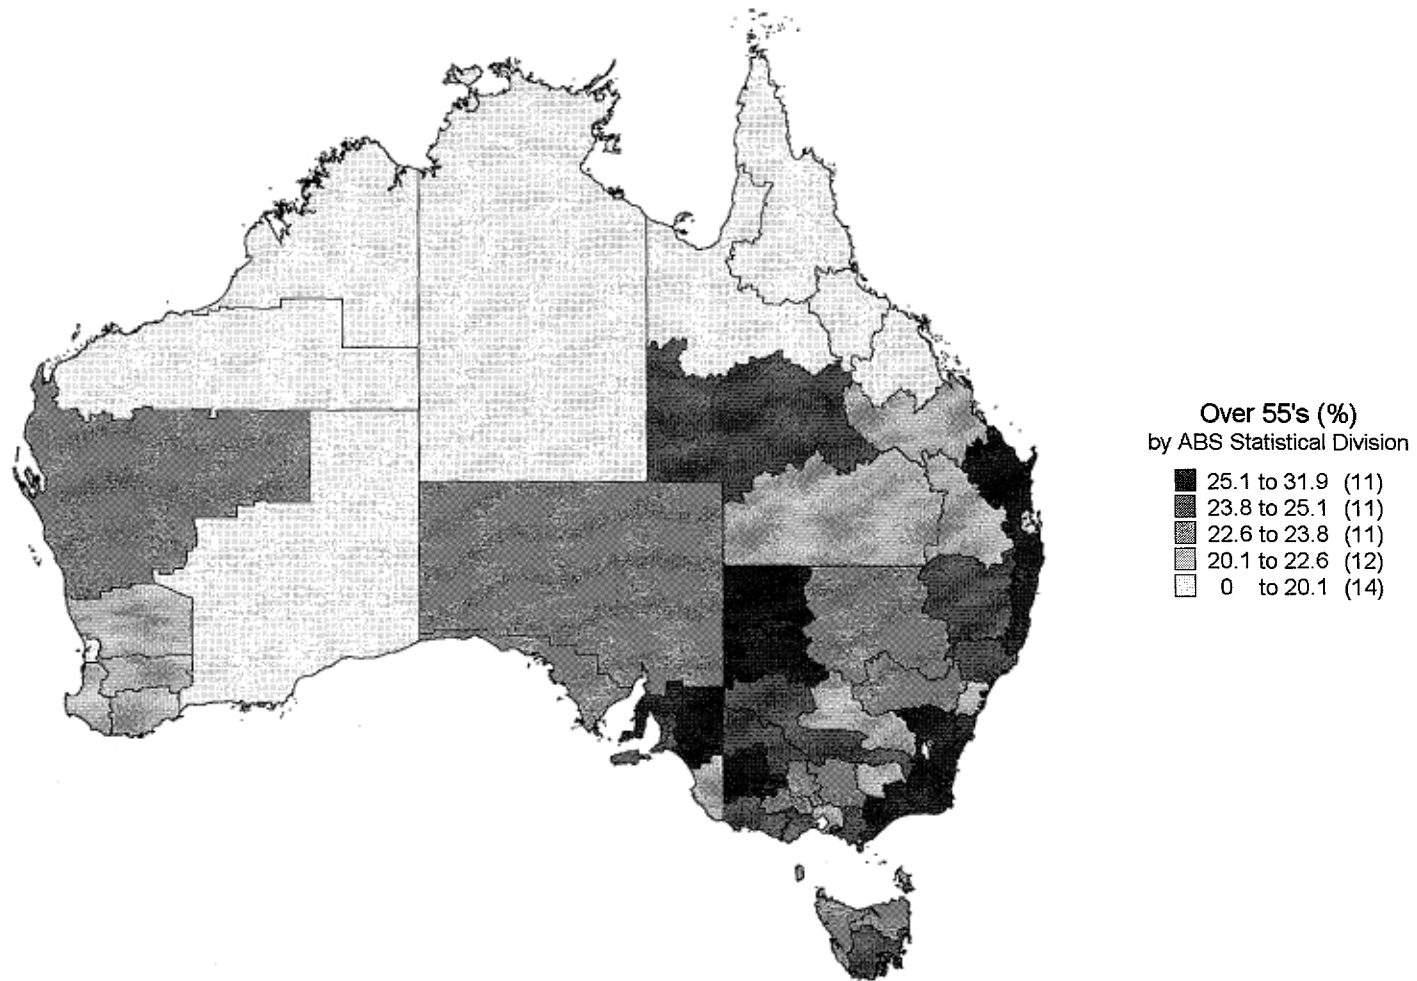 Over 55's (%)
by ABS Statistical Division
25.1 to 31.9 (11)
23.8 to 25.1 (11)
22.6 to 23.8 (11)
20.1 to 22.6 (12)
0 to 20.1 (14)